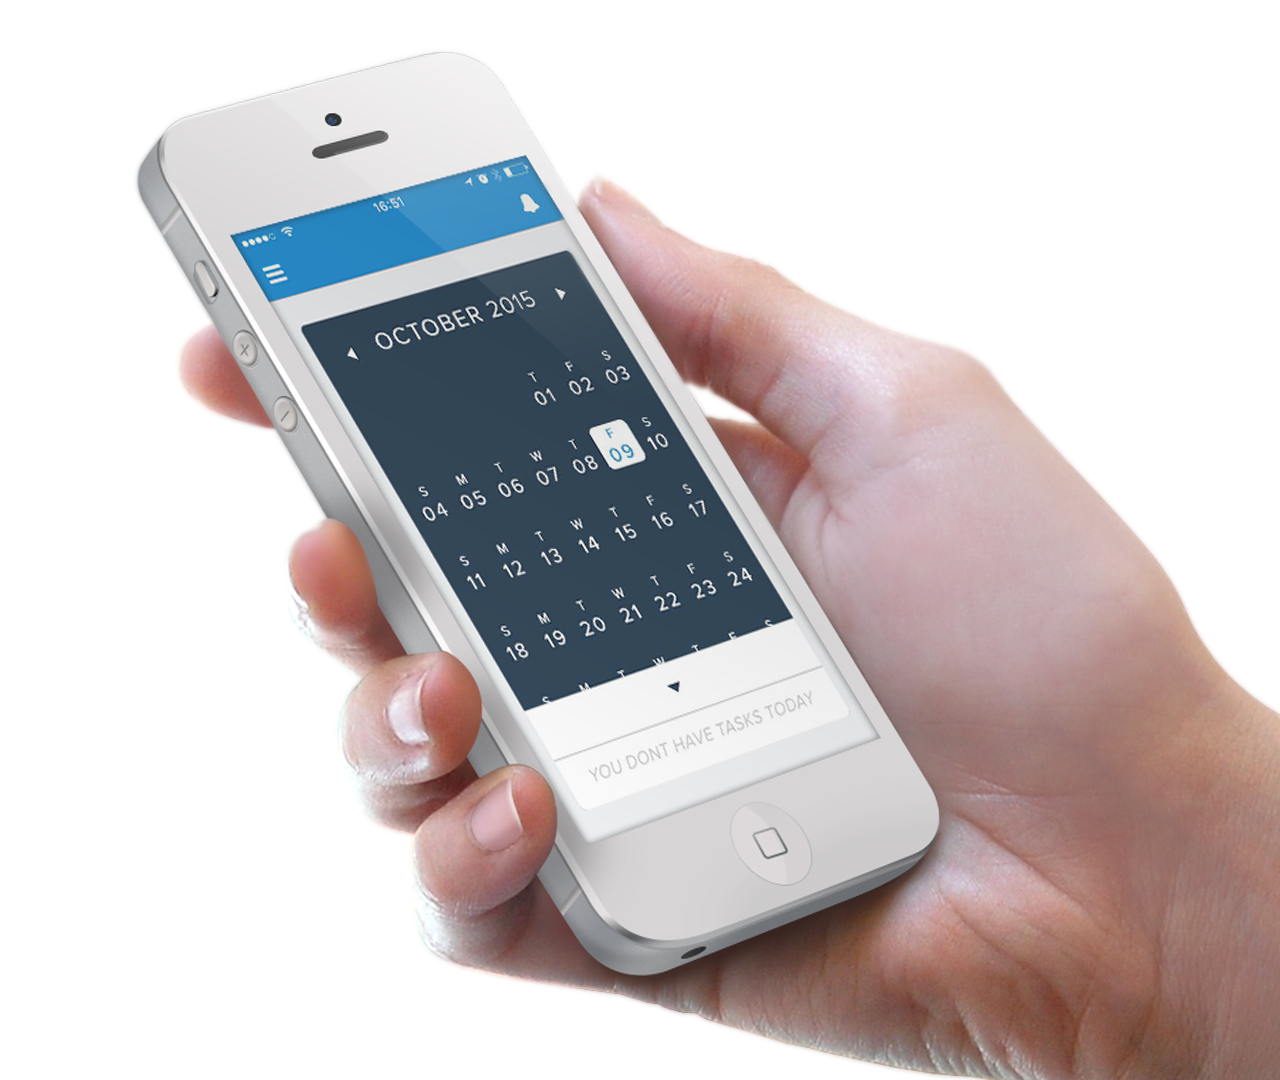 16:51
OCTOBER 2015
T F S
01 02 03
S M T W T F S
04 05 06 07 08 09 10
S M T W T F S
11 12 13 14 15 16 17
S M T W T F S
18 19 20 21 22 23 24
S M T W T F S
YOU DONT HAVE TASKS TODAY